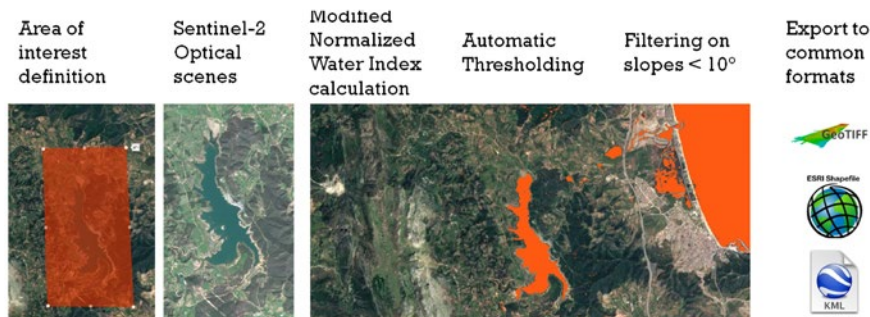 Area of
interest
definition
Sentinel-2
Optical
scenes
Modified
Normalized
Water Index
calculation
Automatic
Thresholding
Filtering on
slopes < 10º
Export to
common
formats
GeoTIFF
ESRI Shapefile
KML